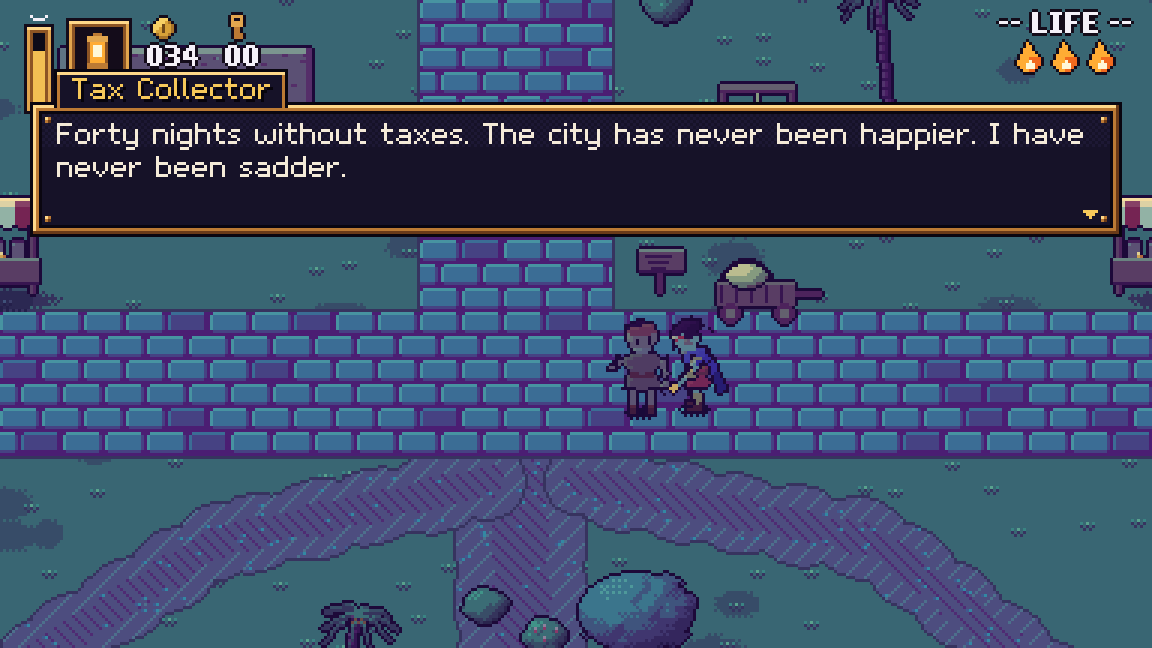 034 00
-- LIFE --
Tax Collector
Forty nights without taxes. The city has never been happier. I have
never been sadder.